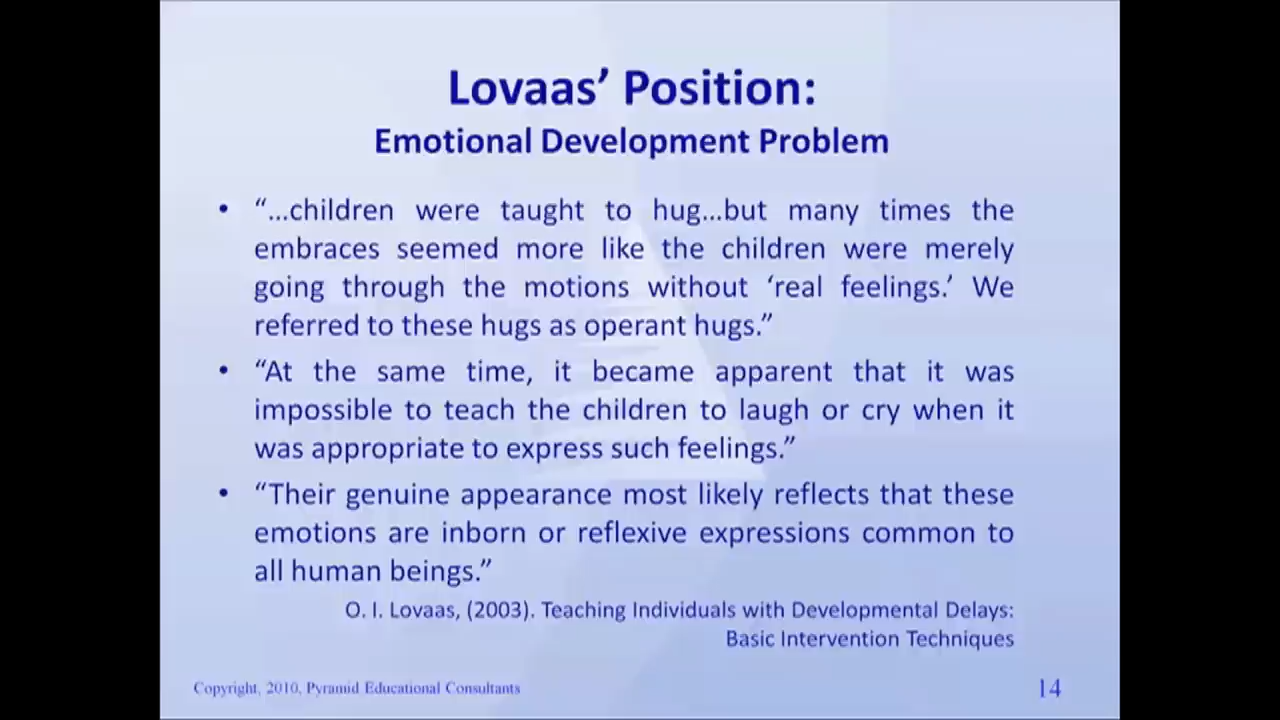 Lovaas’ Position:
Emotional Development Problem
• “…children were taught to hug…but many times the
embraces seemed more like the children were merely
going through the motions without ‘real feelings.’ We
referred to these hugs as operant hugs.”
• “At the same time, it became apparent that it was
impossible to teach the children to laugh or cry when it
was appropriate to express such feelings.”
• “Their genuine appearance most likely reflects that these
emotions are inborn or reflexive expressions common to
all human beings.”
O. I. Lovaas, (2003). Teaching Individuals with Developmental Delays:
Basic Intervention Techniques
Copyright, 2010, Pyramid Educational Consultants
14